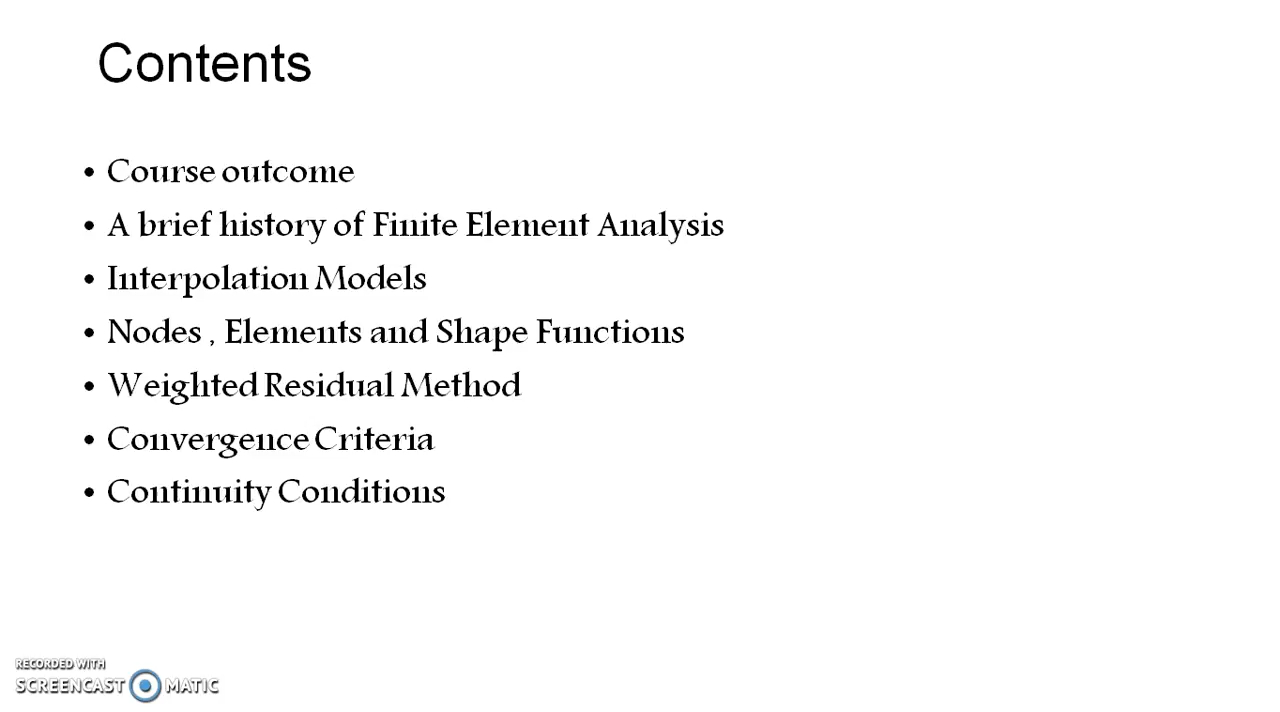 Contents
• Course outcome
• A brief history of Finite Element Analysis
• Interpolation Models
• Nodes , Elements and Shape Functions
• Weighted Residual Method
• Convergence Criteria
• Continuity Conditions
RECORDED WITH
SCREENCAST MATIC